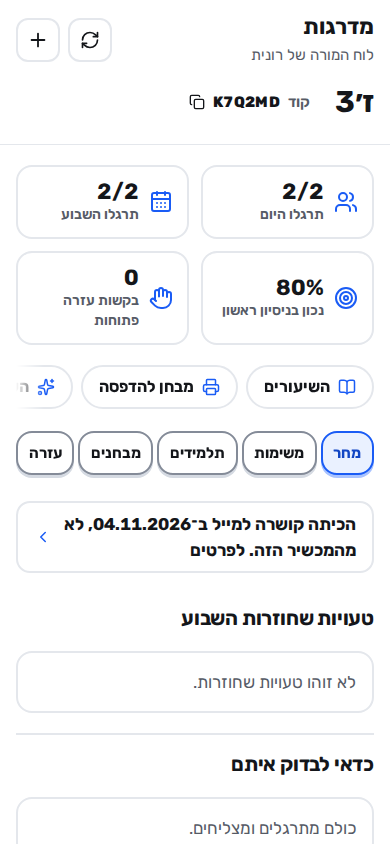 מדרגות
לוח המורה של רונית
ז׳3
קוד K7Q2MD
2/2
תרגלו היום
2/2
תרגלו השבוע
80%
נכון בניסיון ראשון
0
בקשות עזרה
פתוחות
השיעורים
מבחן להדפסה
מחר
משימות
תלמידים
מבחנים
עזרה
הכיתה קושרה למייל ב־04.11.2026, לא
מהמכשיר הזה. לפרטים
טעויות שחוזרות השבוע
לא זוהו טעויות שחוזרות.
כדאי לבדוק איתם
כולם מתרגלים ומצליחים.